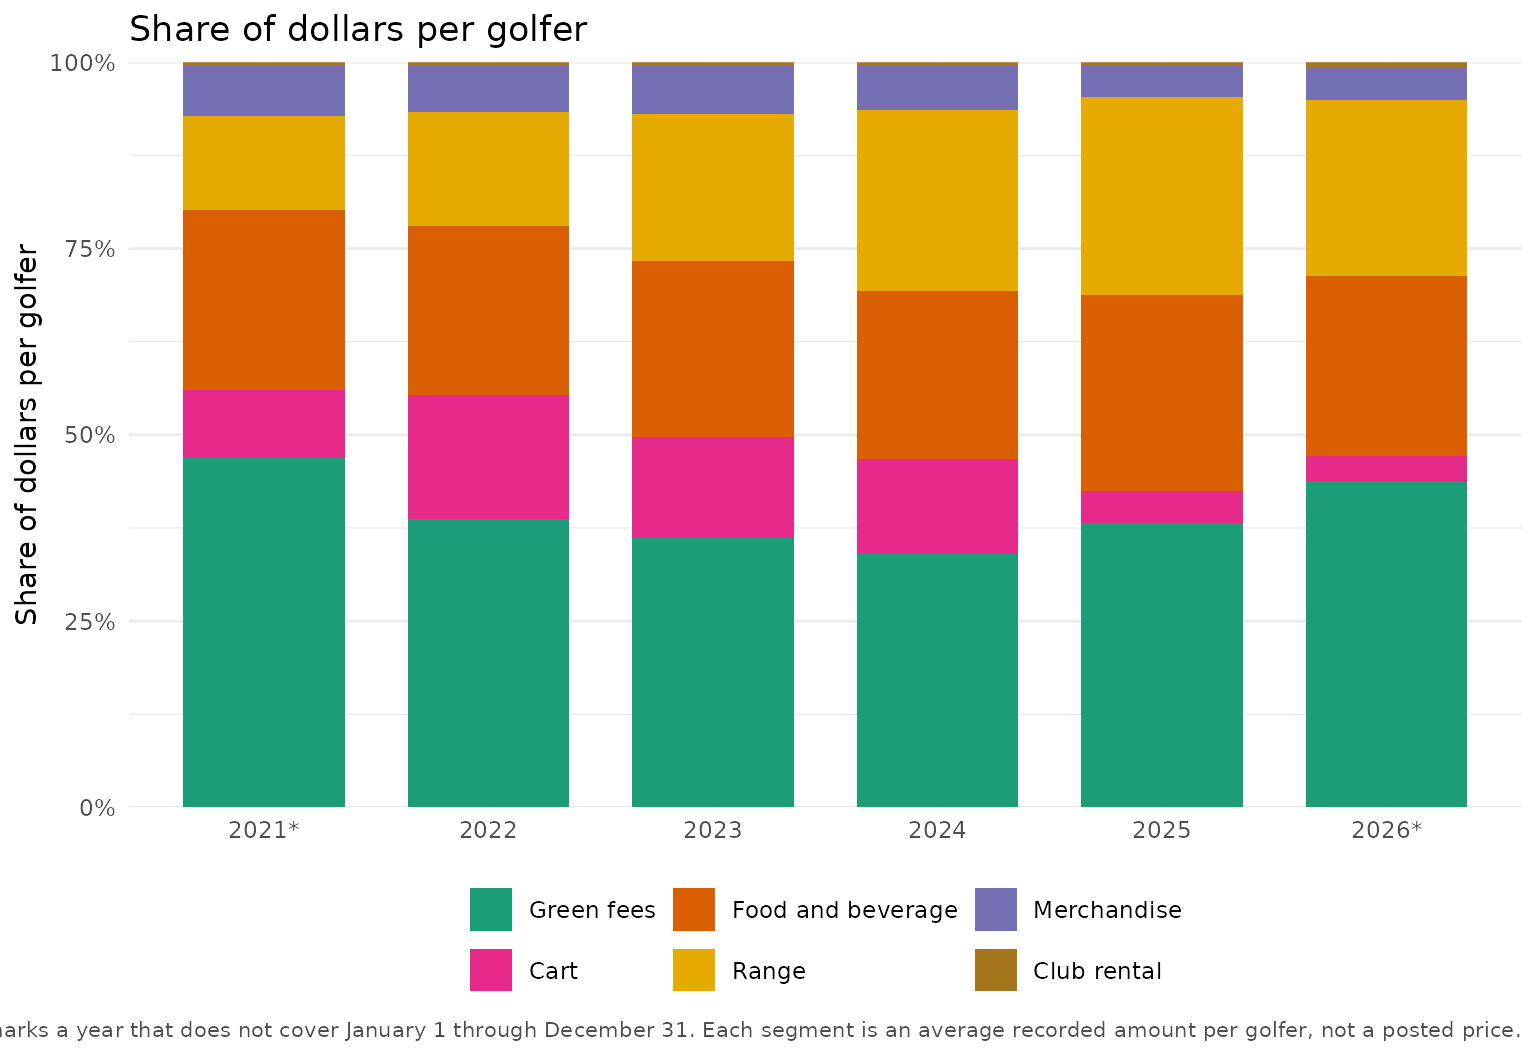 Share of dollars per golfer
Share of dollars per golfer
100%
75%
50%
25%
0%
2021* 2022 2023 2024 2025 2026*
Green fees Food and beverage Merchandise
Cart Range Club rental
a year that does not cover January 1 through December 31. Each segment is an average recorded amount per golfer, not a posted price.